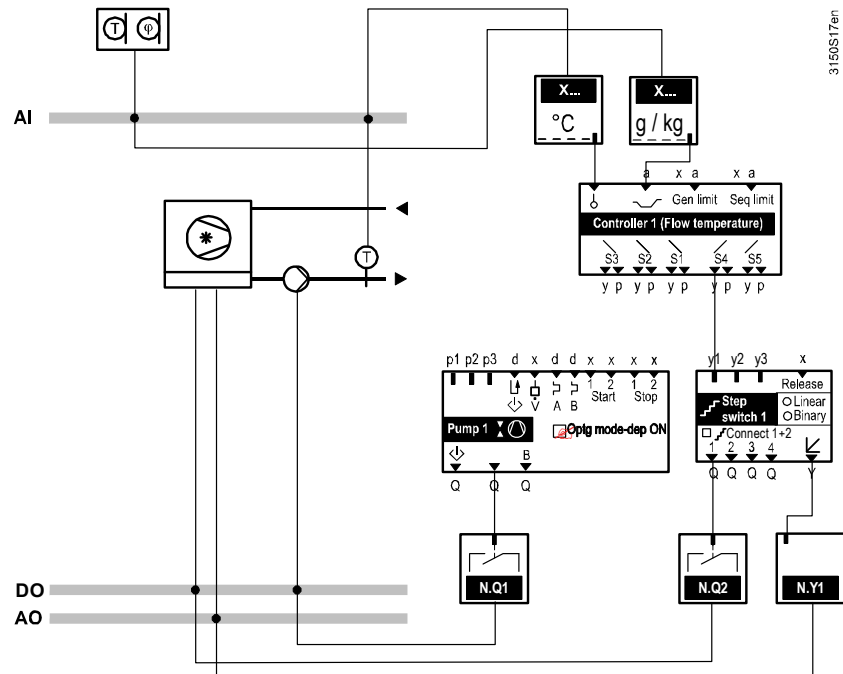 3150S17en
T φ
X... X...
AI
°C g / kg
a x a x a
Gen limit Seq limit
Controller 1 (Flow temperature)
T
S3 S2 S1 S4 S5
y p y p y p y p y p
p1 p2 p3 d x d d x x x x
y1 y2 y3 x
1 2 1 2
V A B Start Stop
Release
Step
switch 1
Linear
Binary
Pump 1 Optg mode-dep ON
Connect 1+2
1 2 3 4
B
Q Q Q
Q Q Q Q Y
N.Q1 N.Q2 N.Y1
DO
AO